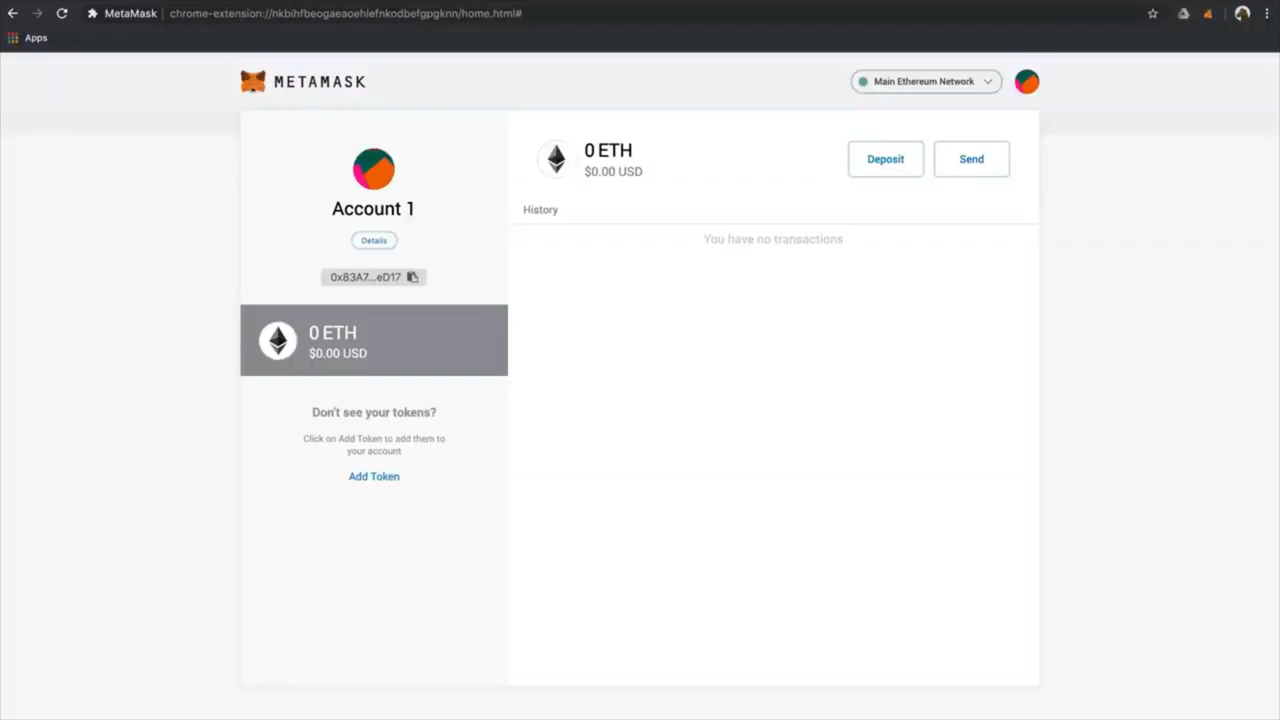 MetaMask chrome-extension://nkbihfbeogaeaoehlefnkodbefgpgknn/home.html#
Apps
METAMASK
Main Ethereum Network
Account 1
Details
0x83A7...eD17
0 ETH
$0.00 USD
Don't see your tokens?
Click on Add Token to add them to
your account
Add Token
0 ETH
$0.00 USD
Deposit
Send
History
You have no transactions